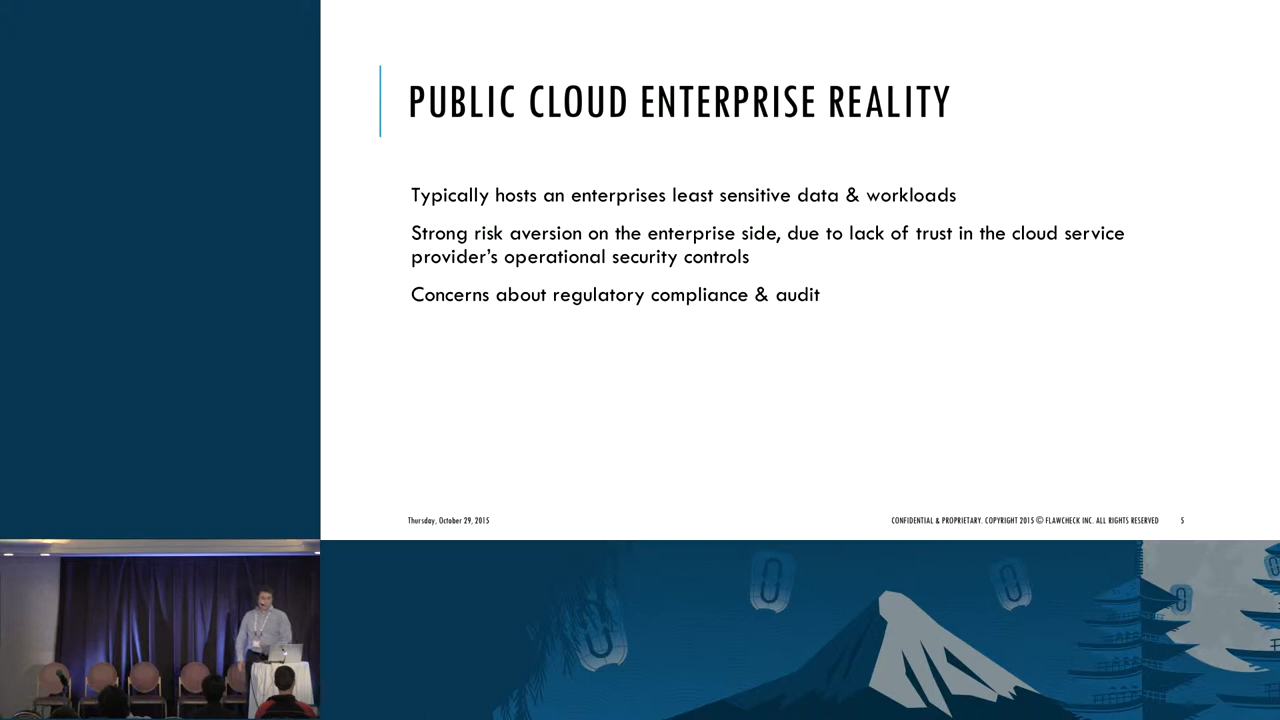 PUBLIC CLOUD ENTERPRISE REALITY
Typically hosts an enterprises least sensitive data & workloads
Strong risk aversion on the enterprise side, due to lack of trust in the cloud service
provider’s operational security controls
Concerns about regulatory compliance & audit
Thursday, October 29, 2015
CONFIDENTIAL & PROPRIETARY. COPYRIGHT 2015 © FLAWCHECK INC. ALL RIGHTS RESERVED
5